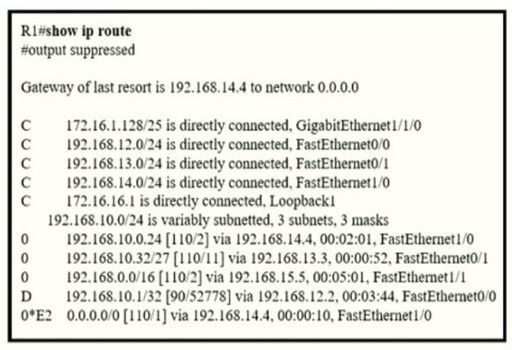 R1#show ip route
#output suppressed
Gateway of last resort is 192.168.14.4 to network 0.0.0.0
C 172.16.1.128/25 is directly connected, GigabitEthernet1/1/0
C 192.168.12.0/24 is directly connected, FastEthernet0/0
C 192.168.13.0/24 is directly connected, FastEthernet0/1
C 192.168.14.0/24 is directly connected, FastEthernet1/0
C 172.16.16.1 is directly connected, Loopback1
192.168.10.0/24 is variably subnetted, 3 subnets, 3 masks
0 192.168.10.0.24 [110/2] via 192.168.14.4, 00:02:01, FastEthernet1/0
0 192.168.10.32/27 [110/11] via 192.168.13.3, 00:00:52, FastEthernet0/1
0 192.168.0.0/16 [110/2] via 192.168.15.5, 00:05:01, FastEthernet1/1
D 192.168.10.1/32 [90/52778] via 192.168.12.2, 00:03:44, FastEthernet0/0
0*E2 0.0.0.0/0 [110/1] via 192.168.14.4, 00:00:10, FastEthernet1/0